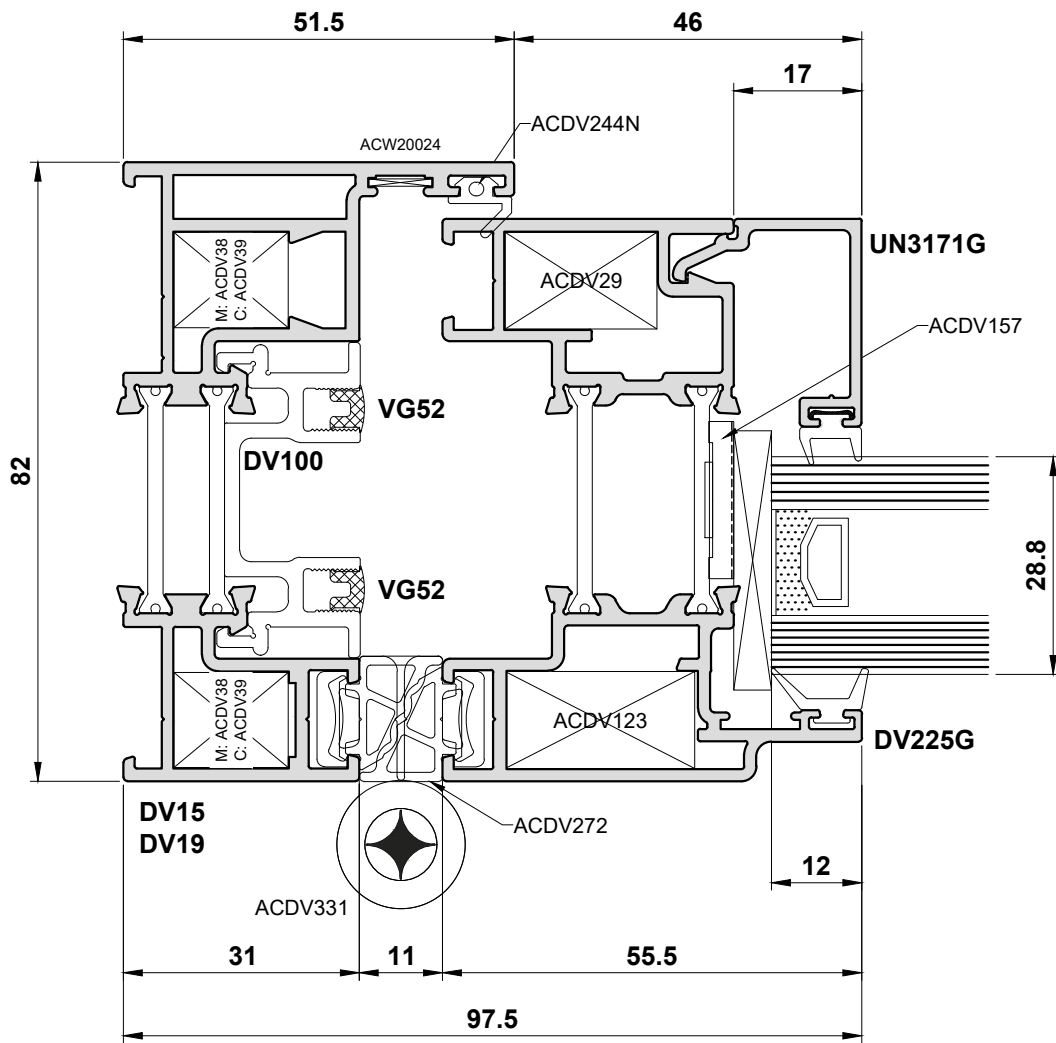 51.5
46
17
ACDV244N
ACW20024
UN3171G
M: ACDV38
C: ACDV39
ACDV29
ACDV157
VG52
DV100
82
28.8
VG52
M: ACDV38
C: ACDV39
ACDV123
DV225G
DV15
DV19
ACDV272
12
ACDV331
31
11
55.5
97.5